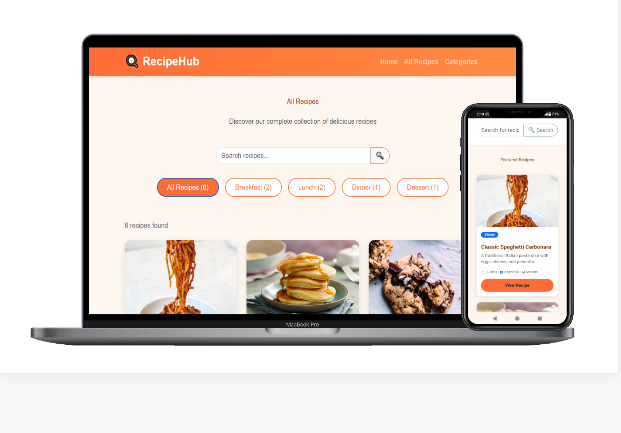 RecipeHub
Home All Recipes Categories
All Recipes
Discover our complete collection of delicious recipes
Search recipes...
All Recipes (6) Breakfast (2) Lunch (2) Dinner (1) Dessert (1)
6 recipes found
MacBook Pro
Search for recip Search
Featured Recipes
Dinner
Classic Spaghetti Carbonara
A traditional Italian pasta dish with
eggs, cheese, and pancetta
View Recipe